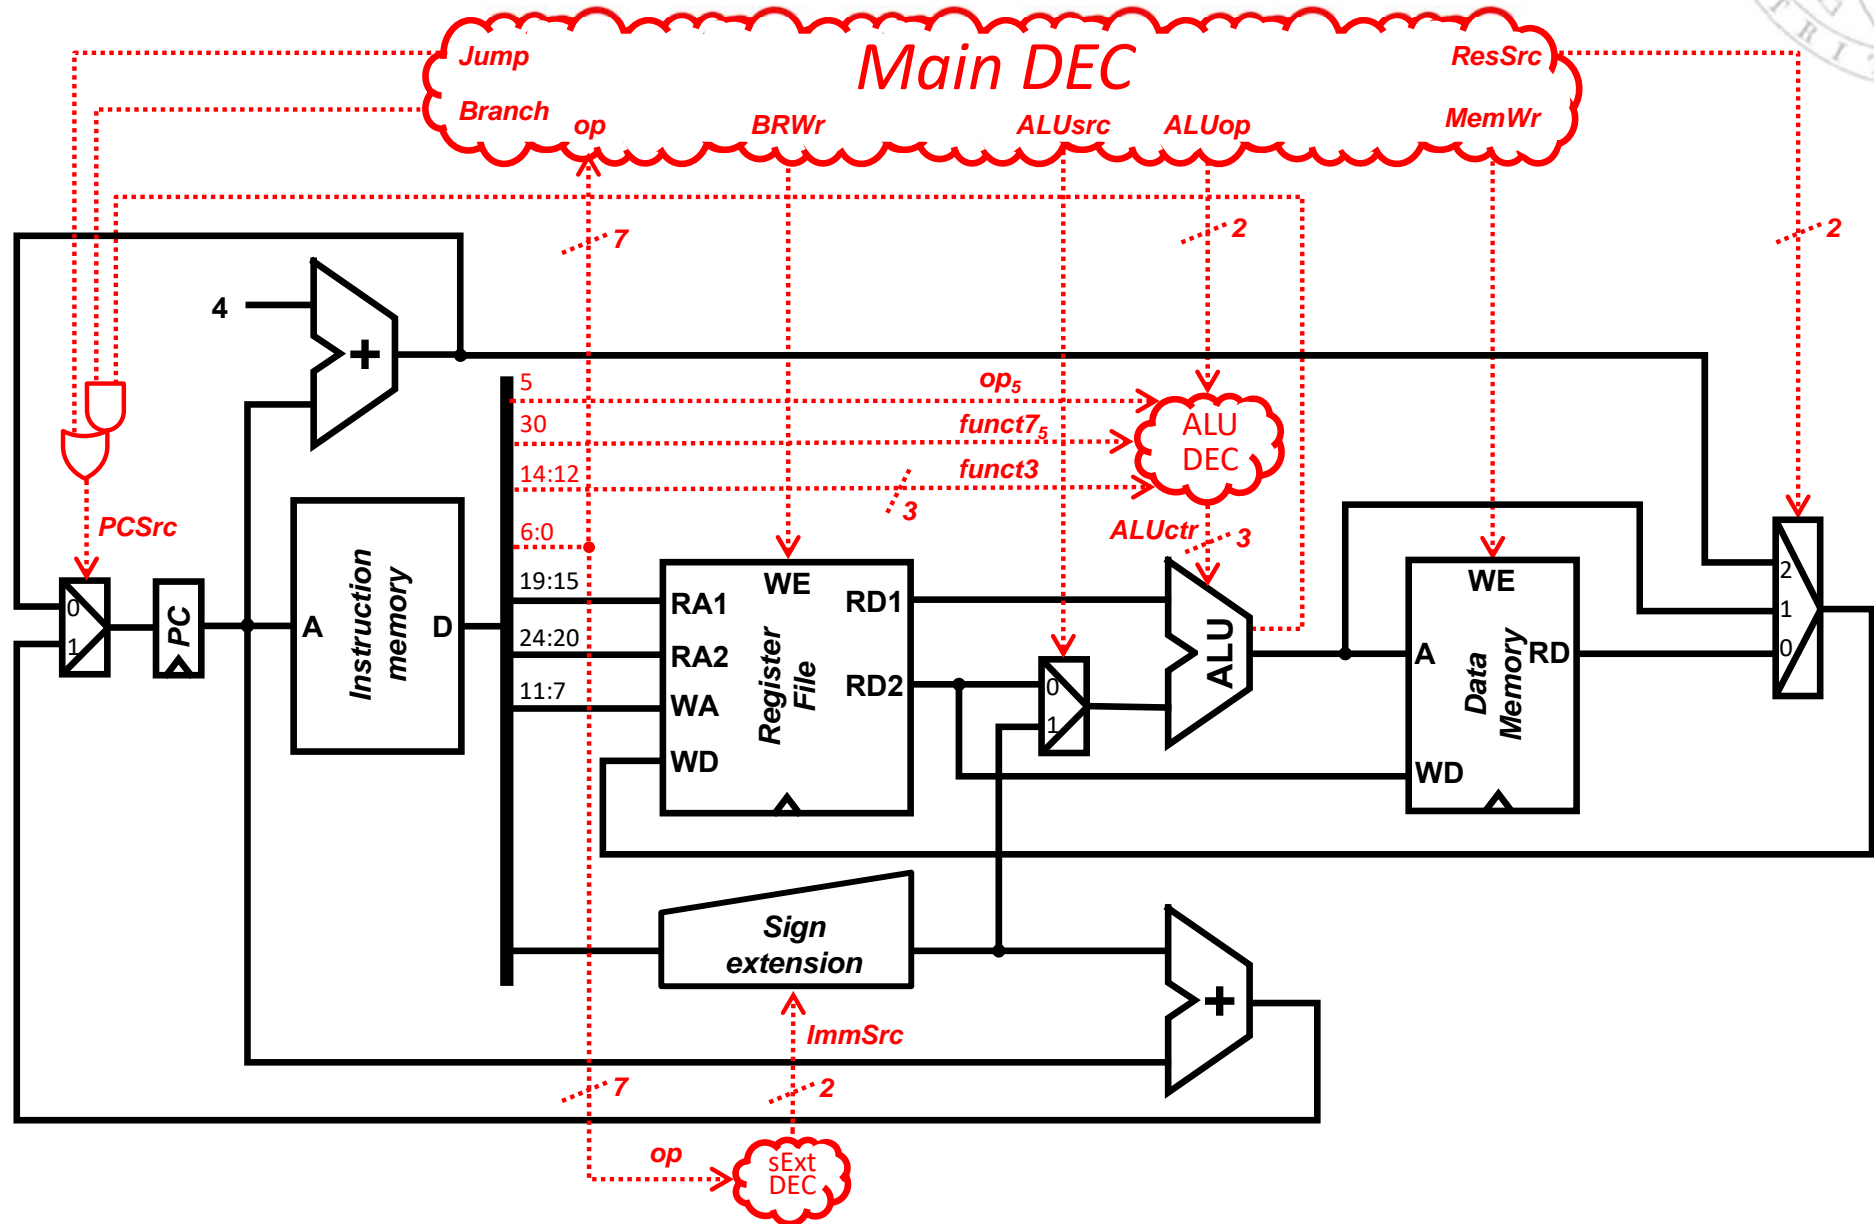 T R I T
Jump
Main DEC
ResSrc
Branch
op
BRWr
ALUsrc
ALUop
MemWr
7
2
2
4
+
5
op5
30
funct75
14:12
funct3
3
ALU
DEC
6:0
PCSrc
ALUctr
3
0
1
PC
A
Instruction
memory
D
19:15
24:20
11:7
WE
RA1
RD1
RA2
Register
File
RD2
WA
WD
0
1
ALU
WE
A
Data
Memory
RD
WD
2
1
0
Sign
extension
+
ImmSrc
7
2
op
sExt
DEC